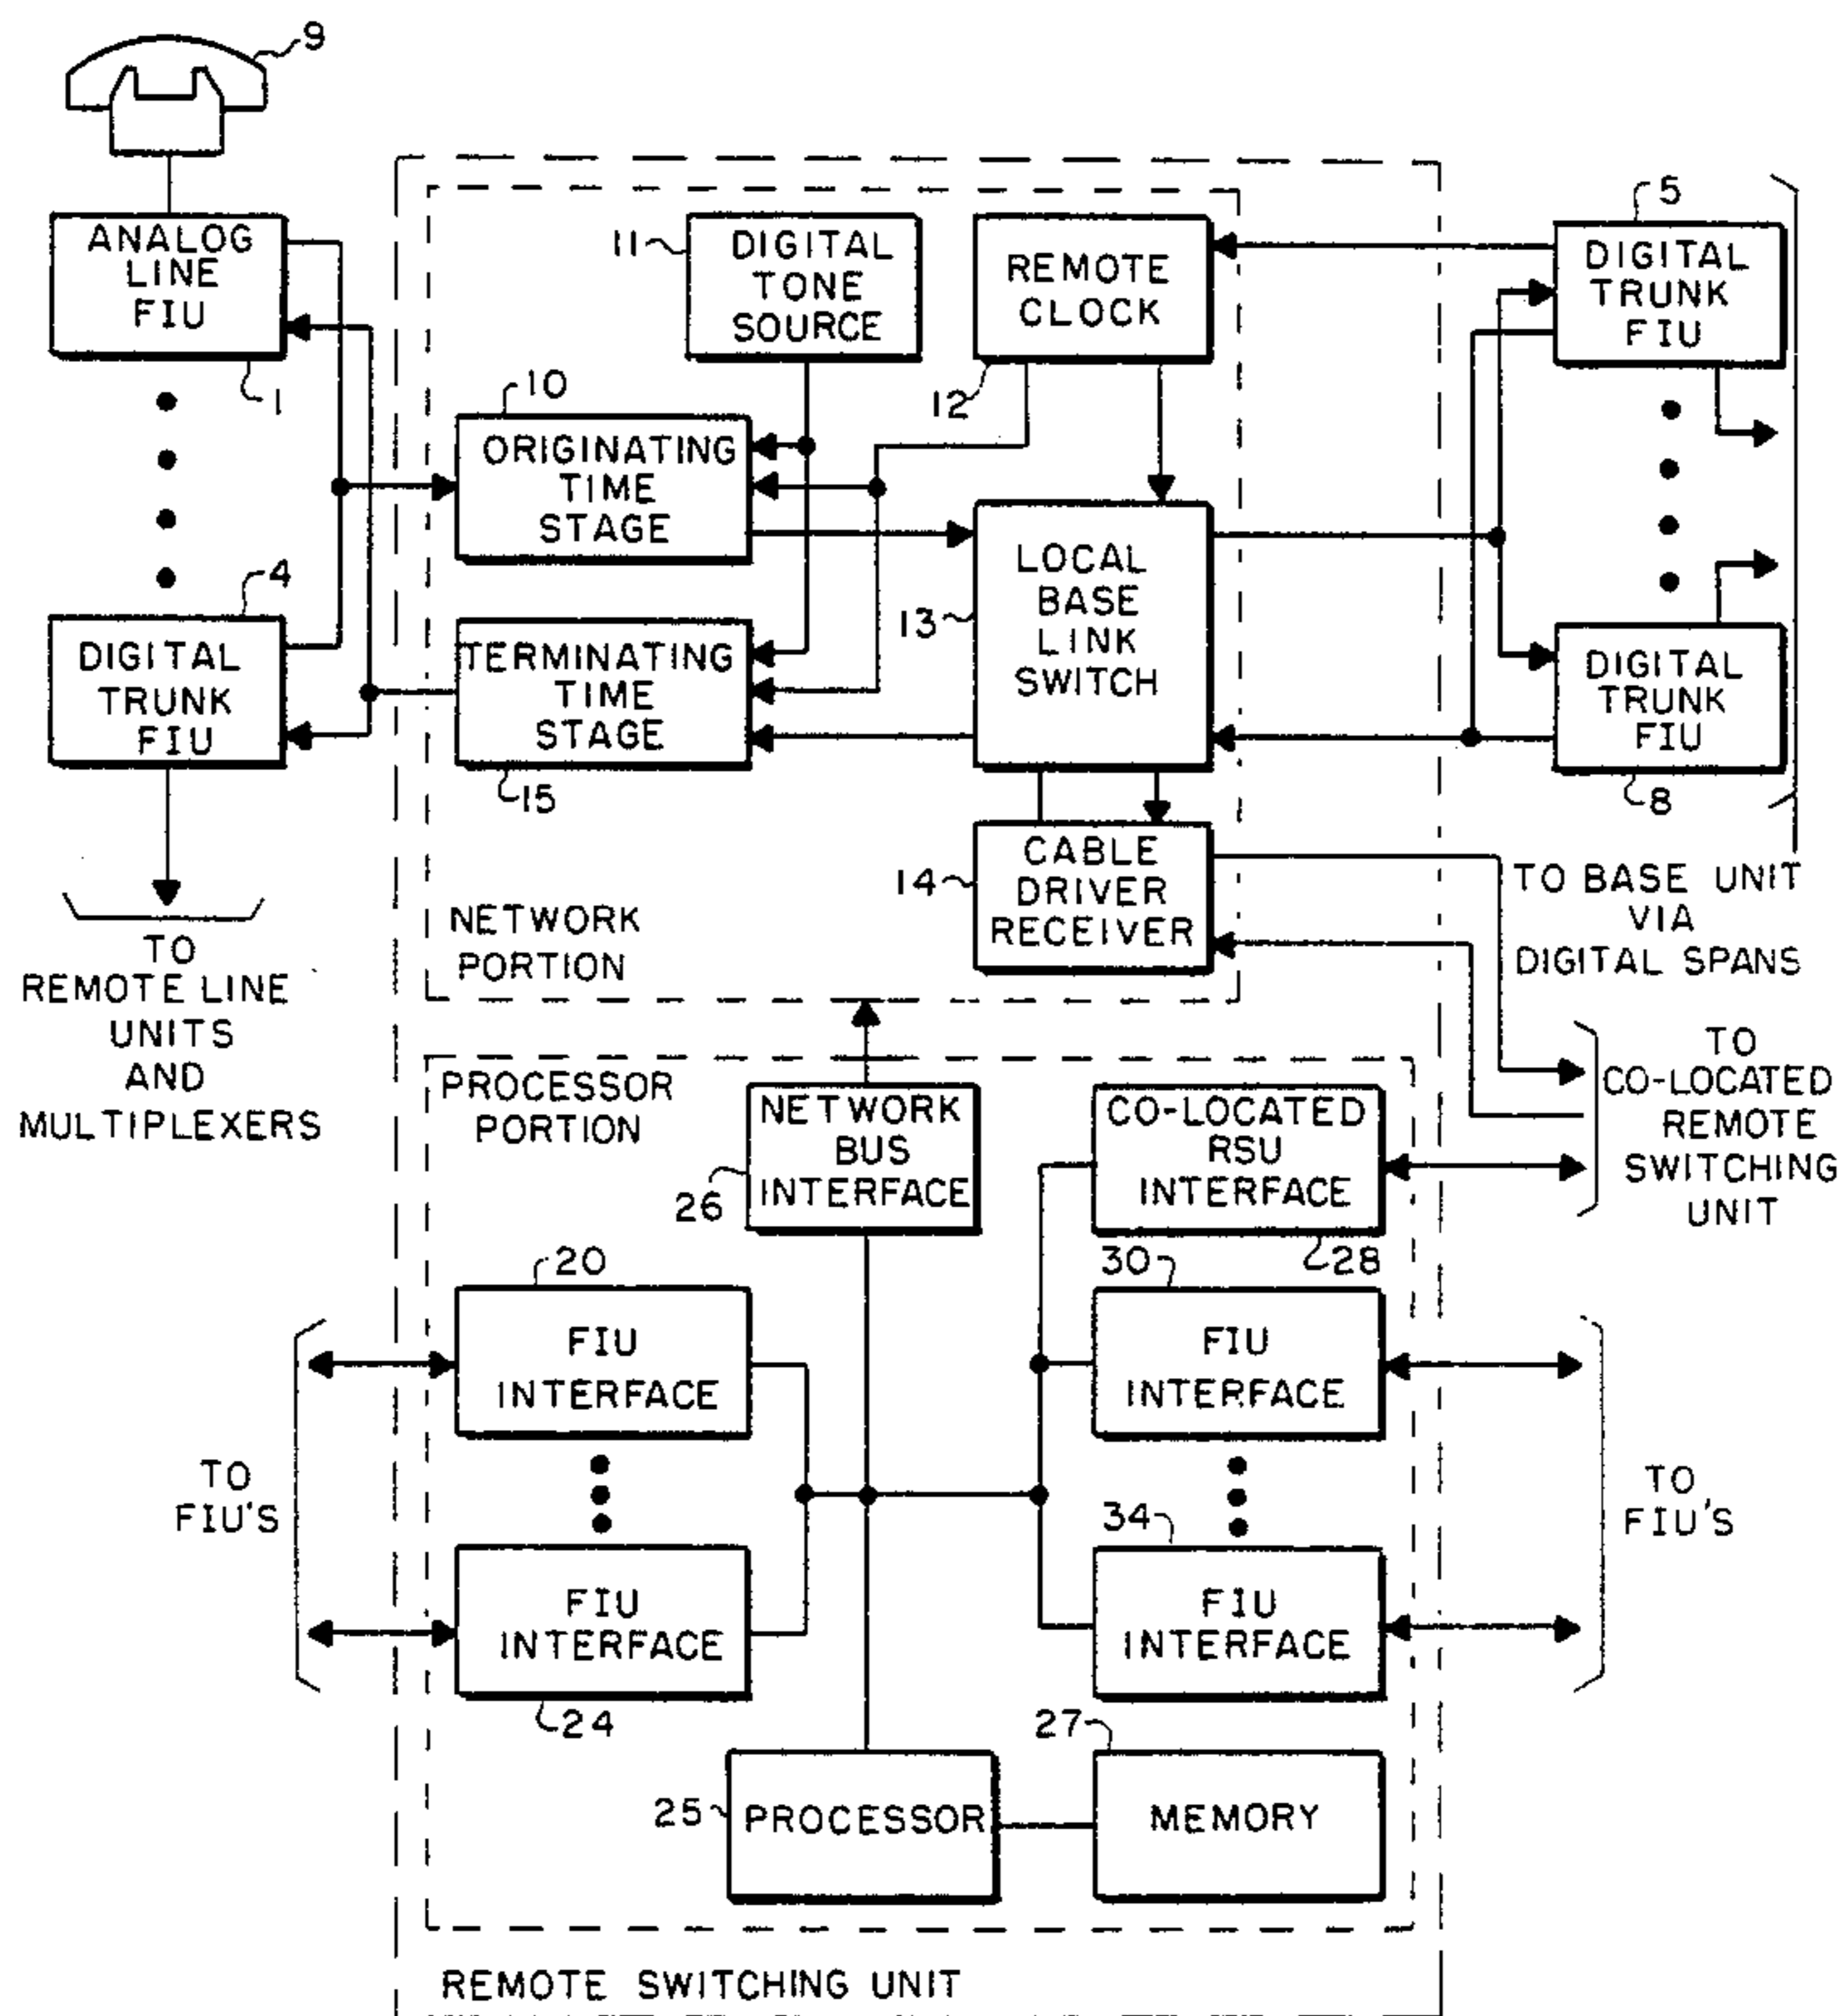 9
ANALOG
LINE
FIU
1
11
DIGITAL
TONE
SOURCE
REMOTE
CLOCK
12
5
DIGITAL
TRUNK
FIU
10
ORIGINATING
TIME
STAGE
4
DIGITAL
TRUNK
FIU
TERMINATING
TIME
STAGE
15
13
LOCAL
BASE
LINK
SWITCH
DIGITAL
TRUNK
FIU
8
14
CABLE
DRIVER
RECEIVER
TO BASE UNIT
VIA
DIGITAL SPANS
NETWORK
PORTION
TO
REMOTE LINE
UNITS
AND
MULTIPLEXERS
PROCESSOR
PORTION
NETWORK
BUS
INTERFACE
26
CO-LOCATED
RSU
INTERFACE
28
TO
CO-LOCATED
REMOTE
SWITCHING
UNIT
20
FIU
INTERFACE
30
FIU
INTERFACE
TO
FIU'S
TO
FIU'S
FIU
INTERFACE
24
34
FIU
INTERFACE
25
PROCESSOR
27
MEMORY
REMOTE SWITCHING UNIT